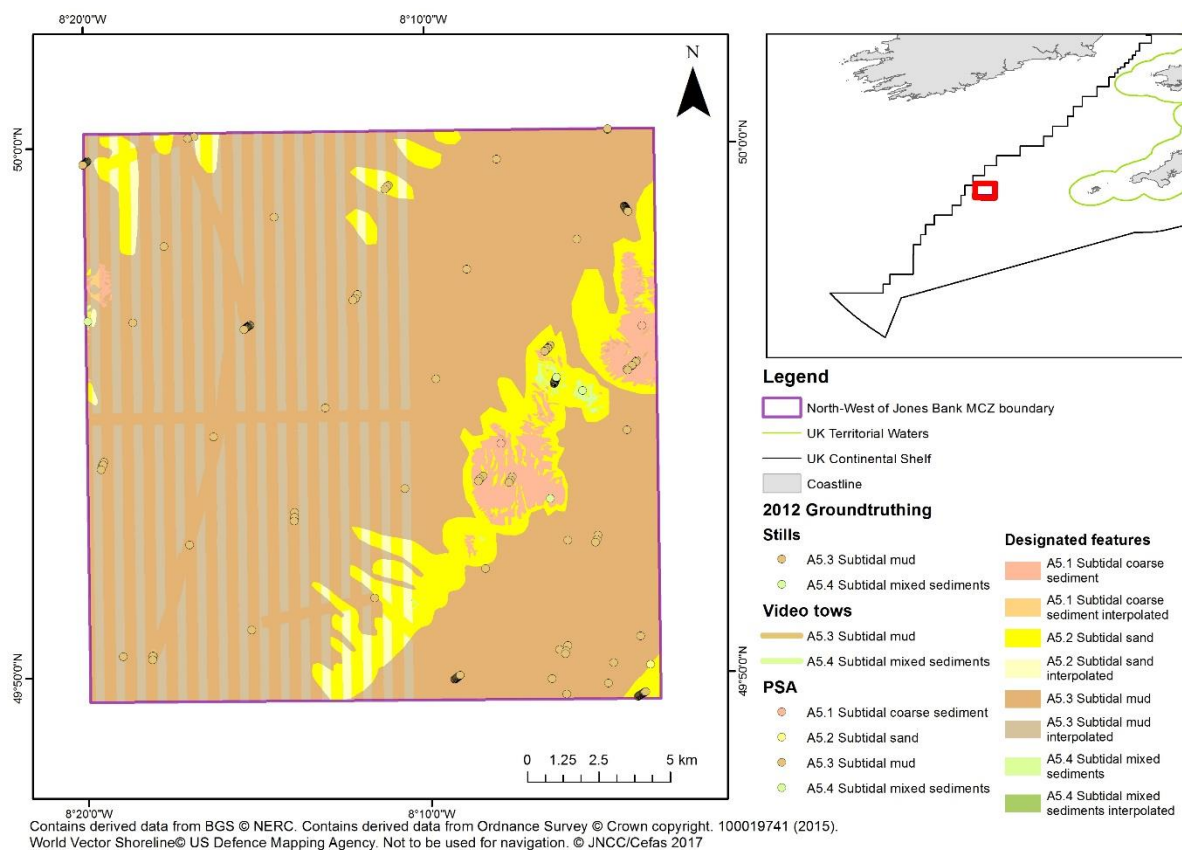 8°20'0"W
8°10'0"W
N
50°0'0"N
49°50'0"N
50°0'0"N
49°50'0"N
0 1.25 2.5 5 km
8°20'0"W
8°10'0"W
Legend
North-West of Jones Bank MCZ boundary
UK Territorial Waters
UK Continental Shelf
Coastline
2012 Groundtruthing
Stills
A5.3 Subtidal mud
A5.4 Subtidal mixed sediments
Video tows
A5.3 Subtidal mud
A5.4 Subtidal mixed sediments
PSA
A5.1 Subtidal coarse sediment
A5.2 Subtidal sand
A5.3 Subtidal mud
A5.4 Subtidal mixed sediments
Designated features
A5.1 Subtidal coarse
sediment
A5.1 Subtidal coarse
sediment interpolated
A5.2 Subtidal sand
A5.2 Subtidal sand
interpolated
A5.3 Subtidal mud
A5.3 Subtidal mud
interpolated
A5.4 Subtidal mixed
sediments
A5.4 Subtidal mixed
sediments interpolated
Contains derived data from BGS © NERC. Contains derived data from Ordnance Survey © Crown copyright. 100019741 (2015).
World Vector Shoreline© US Defence Mapping Agency. Not to be used for navigation. © JNCC/Cefas 2017